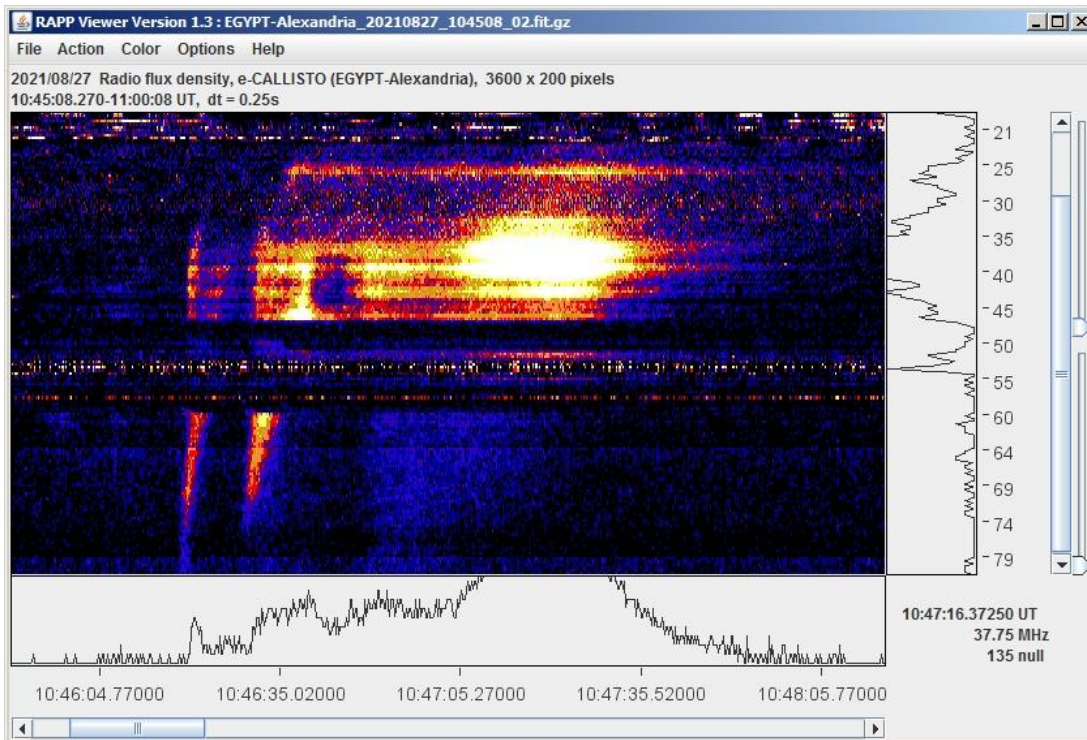 RAPP Viewer Version 1.3 : EGYPT-Alexandria_20210827_104508_02.fit.gz
File Action Color Options Help
2021/08/27 Radio flux density, e-CALLISTO (EGYPT-Alexandria), 3600 x 200 pixels
10:45:08.270-11:00:08 UT, dt = 0.25s
21
25
30
35
40
45
50
55
60
64
69
74
79
10:47:16.37250 UT
37.75 MHz
135 null
10:46:04.77000 10:46:35.02000 10:47:05.27000 10:47:35.52000 10:48:05.77000